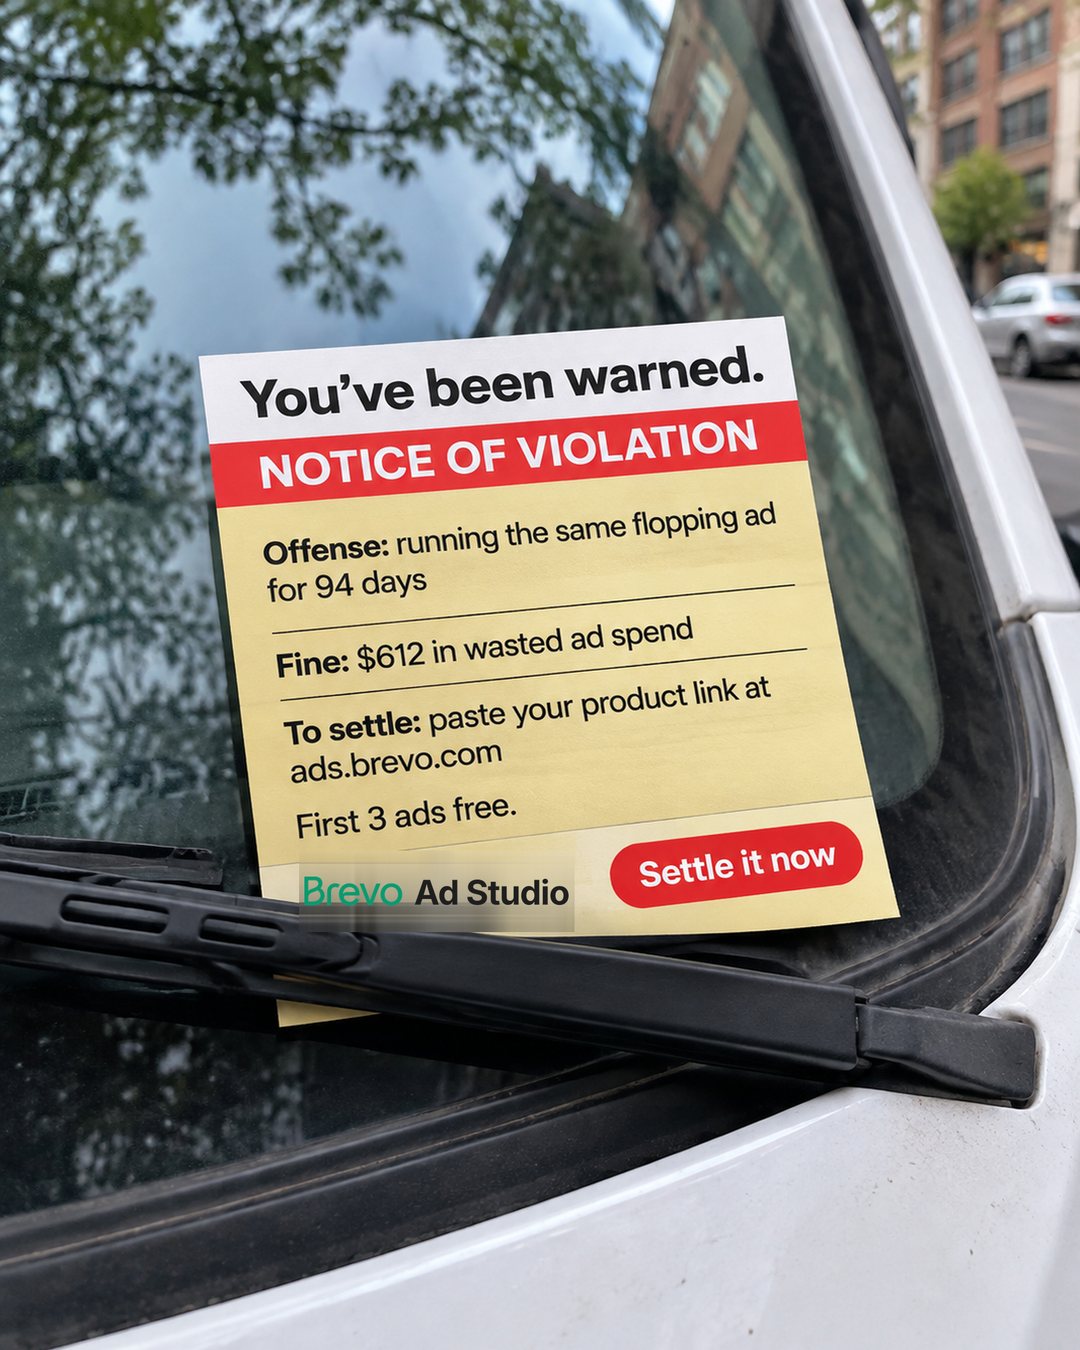 You've been warned.
NOTICE OF VIOLATION
Offense: running the same flopping ad
for 94 days
Fine: $612 in wasted ad spend
To settle: paste your product link at
ads.brevo.com
First 3 ads free.
Brevo Ad Studio
Settle it now